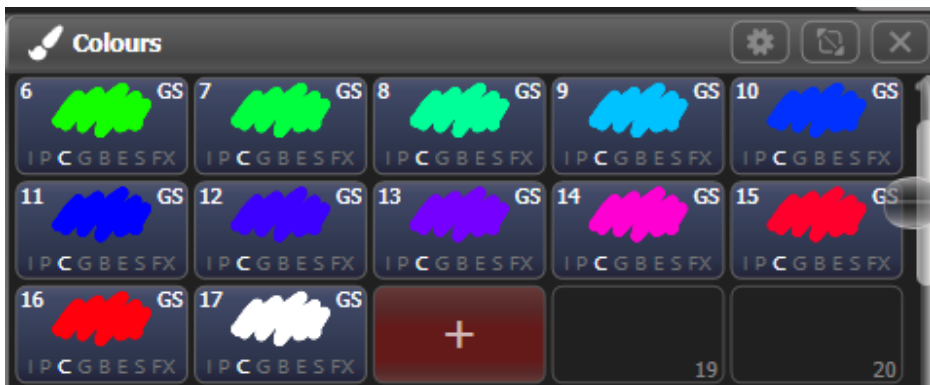 Colours
6 GS 7 GS 8 GS 9 GS 10 GS
I P C G B E S FX I P C G B E S FX I P C G B E S FX I P C G B E S FX I P C G B E S FX
11 GS 12 GS 13 GS 14 GS 15 GS
I P C G B E S FX I P C G B E S FX I P C G B E S FX I P C G B E S FX I P C G B E S FX
16 GS 17 GS
+
I P C G B E S FX I P C G B E S FX 19 20